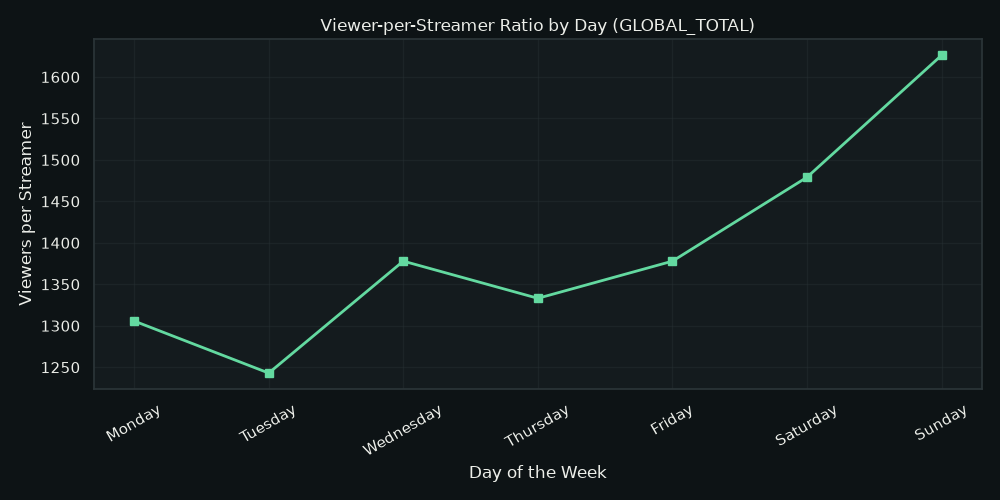 Viewer-per-Streamer Ratio by Day (GLOBAL_TOTAL)
Viewers per Streamer
1600
1550
1500
1450
1400
1350
1300
1250
Monday
Tuesday
Wednesday
Thursday
Friday
Saturday
Sunday
Day of the Week